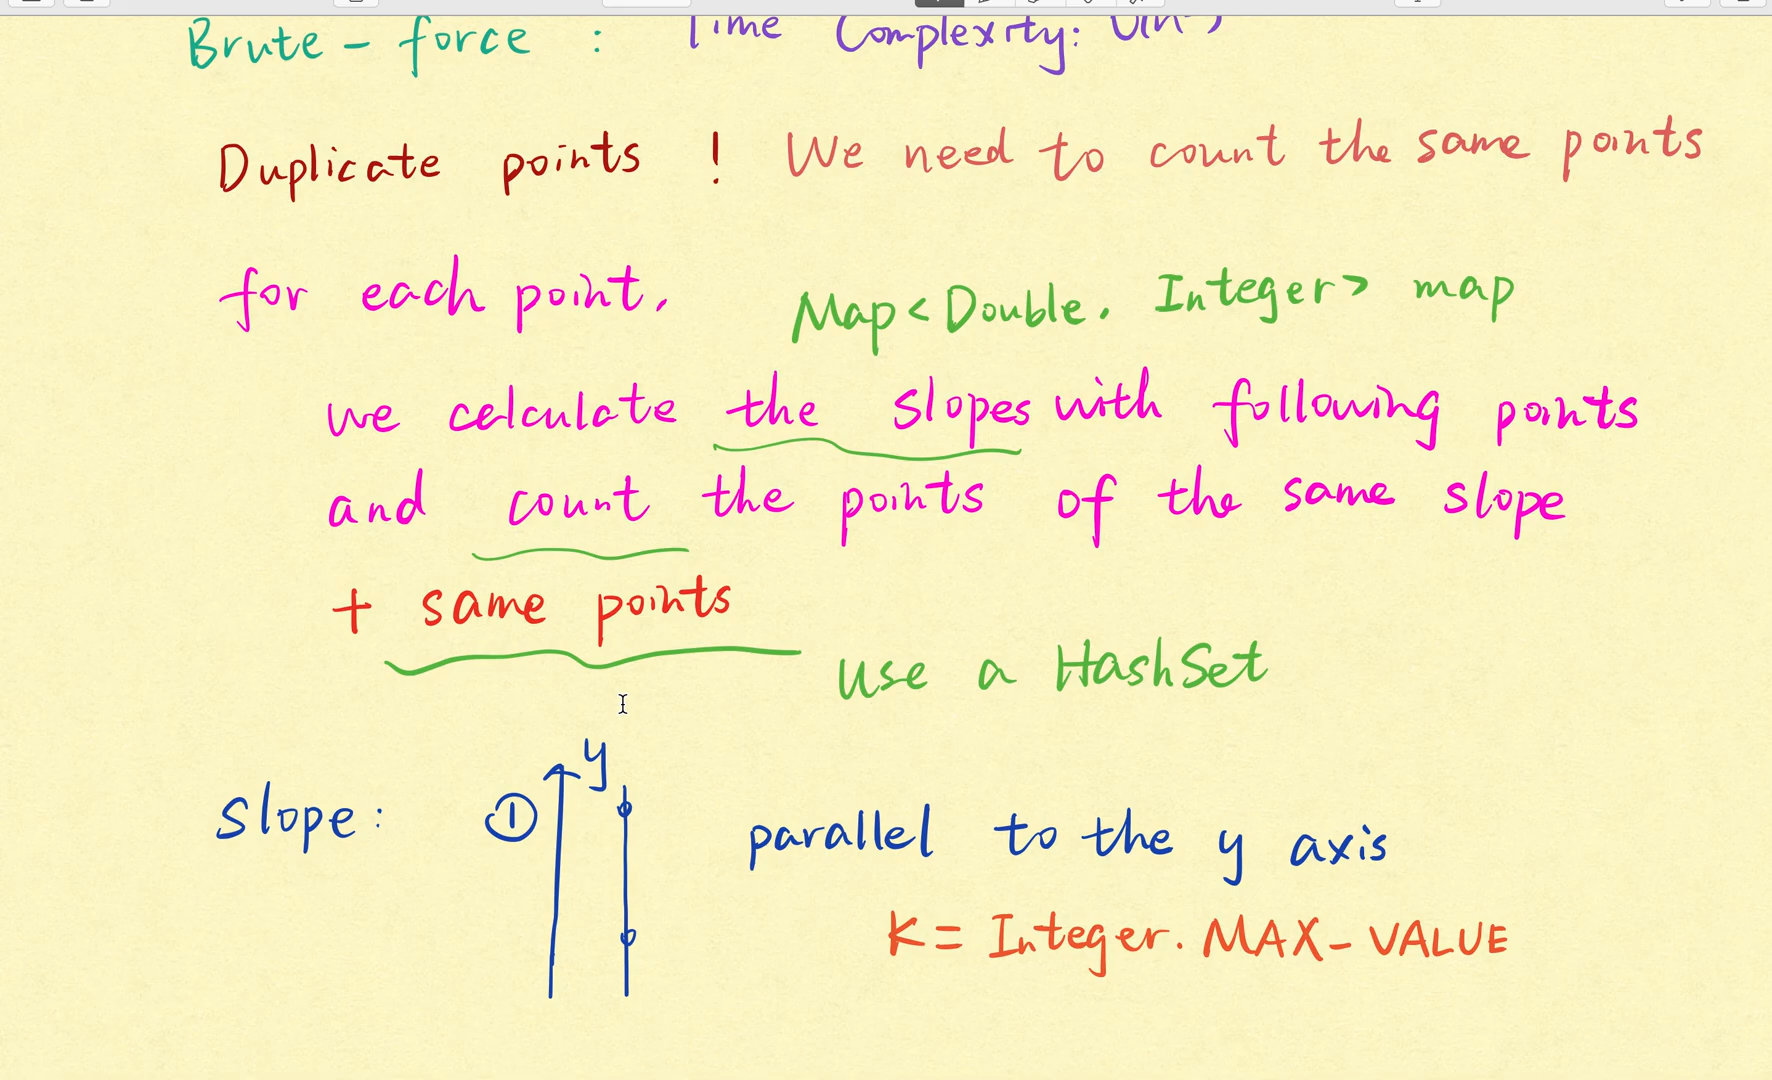 Brute - force : Time Complexity:
Duplicate points ! We need to count the same points
for each point, Map<Double, Integer> map
we calculate the slopes with following points
and count the points of the same slope
+ same points
use a HashSet
y
slope: ① parallel to the y axis
K = Integer. MAX_VALUE